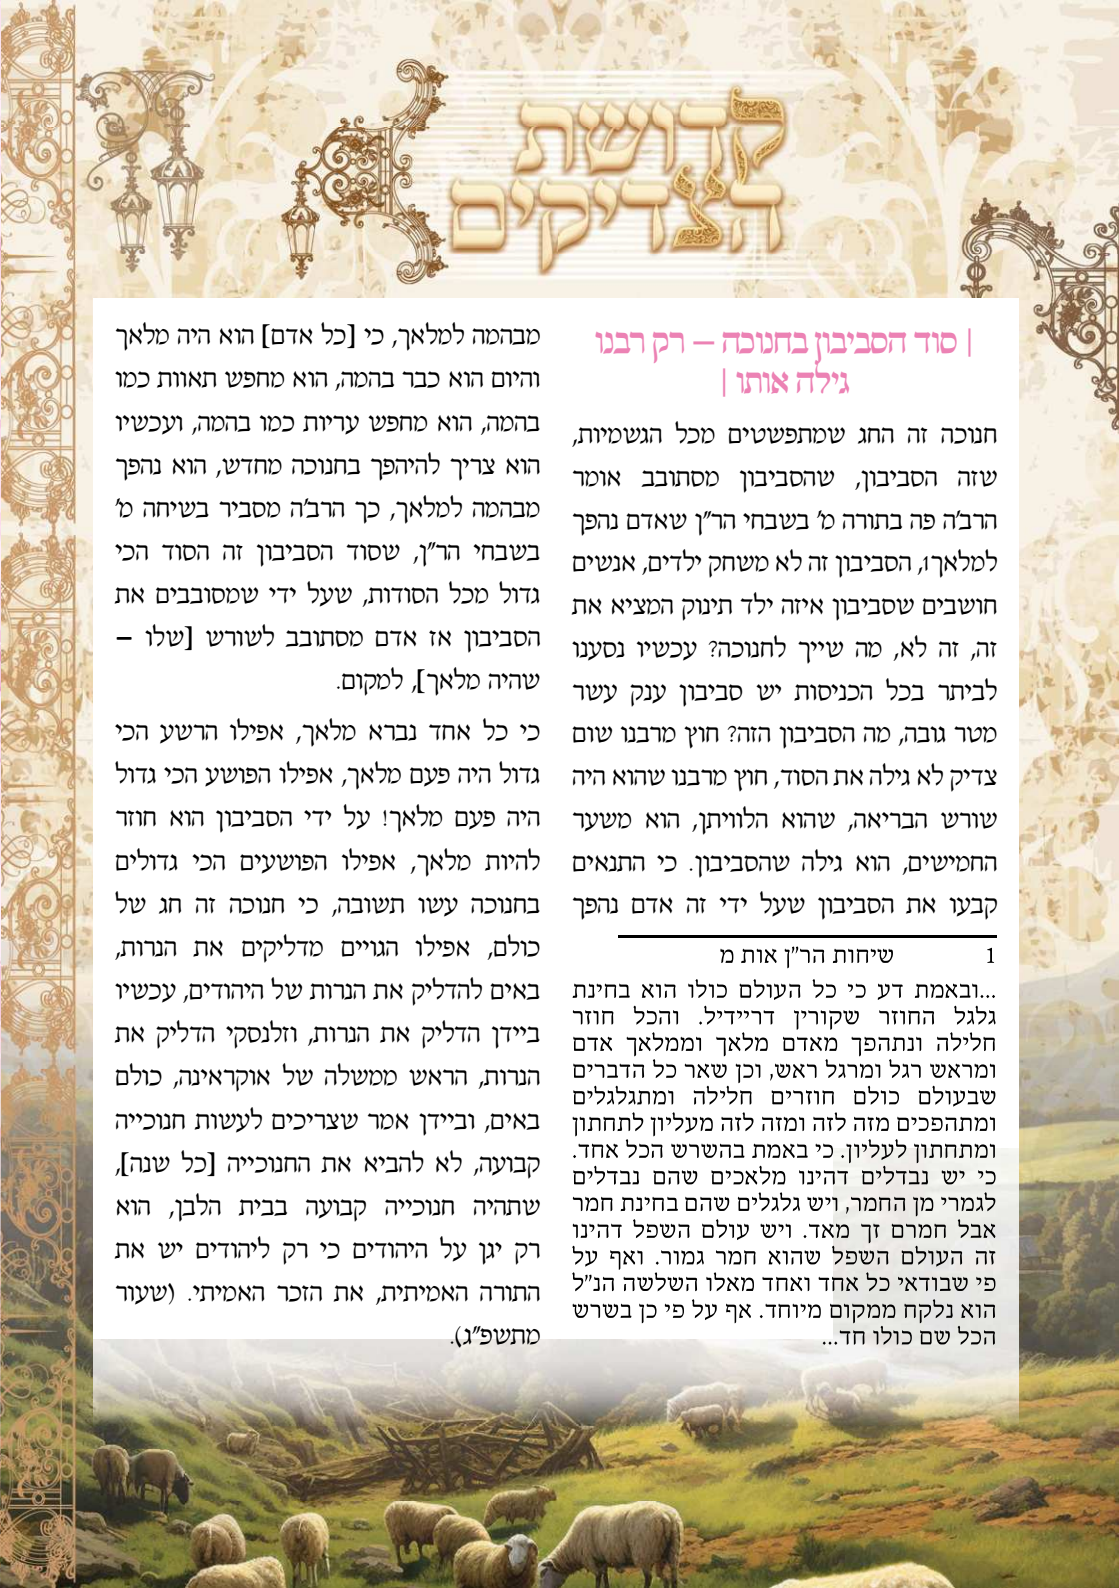 קדושת
הצדיקים
| סוד הסביבון בחנוכה – רק רבנו
גילה אותו |
חנוכה זה החג שמתפשטים מכל הגשמיות,
שזה הסביבון, שהסביבון מסתובב אומר
הרב'ה פה בתורה מ' בשבחי הר"ן שאדם נהפך
למלאך1, הסביבון זה לא משחק ילדים, אנשים
חושבים שסביבון איזה ילד תינוק המציא את
זה, זה לא, מה שייך לחנוכה? עכשיו נסענו
לביתר בכל הכניסות יש סביבון ענק עשר
מטר גובה, מה הסביבון הזה? חוץ מרבנו שום
צדיק לא גילה את הסוד, חוץ מרבנו שהוא היה
שורש הבריאה, שהוא הלוויתן, הוא משער
החמישים, הוא גילה שהסביבון. כי התנאים
קבעו את הסביבון שעל ידי זה אדם נהפך
1 שיחות הר"ן אות מ
...ובאמת דע כי כל העולם כולו הוא בחינת
גלגל החוזר שקורין דריידיל. והכל חוזר
חלילה ונתהפך מאדם מלאך וממלאך אדם
ומראש רגל ומרגל ראש, וכן שאר כל הדברים
שבעולם כולם חוזרים חלילה ומתגלגלים
ומתהפכים מזה לזה ומזה לזה מעליון לתחתון
ומתחתון לעליון. כי באמת בהשרש הכל אחד.
כי יש נבדלים דהינו מלאכים שהם נבדלים
לגמרי מן החמר, ויש גלגלים שהם בחינת חמר
אבל חמרם זך מאד. ויש עולם השפל דהינו
זה העולם השפל שהוא חמר גמור. ואף על
פי שבודאי כל אחד ואחד מאלו השלשה הנ"ל
הוא נלקח ממקום מיוחד. אף על פי כן בשרש
הכל שם כולו חד...
מבהמה למלאך, כי [כל אדם] הוא היה מלאך
והיום הוא כבר בהמה, הוא מחפש תאוות כמו
בהמה, הוא מחפש עריות כמו בהמה, ועכשיו
הוא צריך להיהפך בחנוכה מחדש, הוא נהפך
מבהמה למלאך, כך הרב'ה מסביר בשיחה מ'
בשבחי הר"ן, שסוד הסביבון זה הסוד הכי
גדול מכל הסודות, שעל ידי שמסובבים את
הסביבון אז אדם מסתובב לשורש [שלו –
שהיה מלאך], למקום.
כי כל אחד נברא מלאך, אפילו הרשע הכי
גדול היה פעם מלאך, אפילו הפושע הכי גדול
היה פעם מלאך! על ידי הסביבון הוא חוזר
להיות מלאך, אפילו הפושעים הכי גדולים
בחנוכה עשו תשובה, כי חנוכה זה חג של
כולם, אפילו הגויים מדליקים את הנרות,
באים להדליק את הנרות של היהודים, עכשיו
ביידן הדליק את הנרות, וזלנסקי הדליק את
הנרות, הראש ממשלה של אוקראינה, כולם
באים, וביידן אמר שצריכים לעשות חנוכייה
קבועה, לא להביא את החנוכייה [כל שנה],
שתהיה חנוכייה קבועה בבית הלבן, הוא
רק יגן על היהודים כי רק ליהודים יש את
התורה האמיתית, את הזכר האמיתי. (שעור
מתשפ"ג).